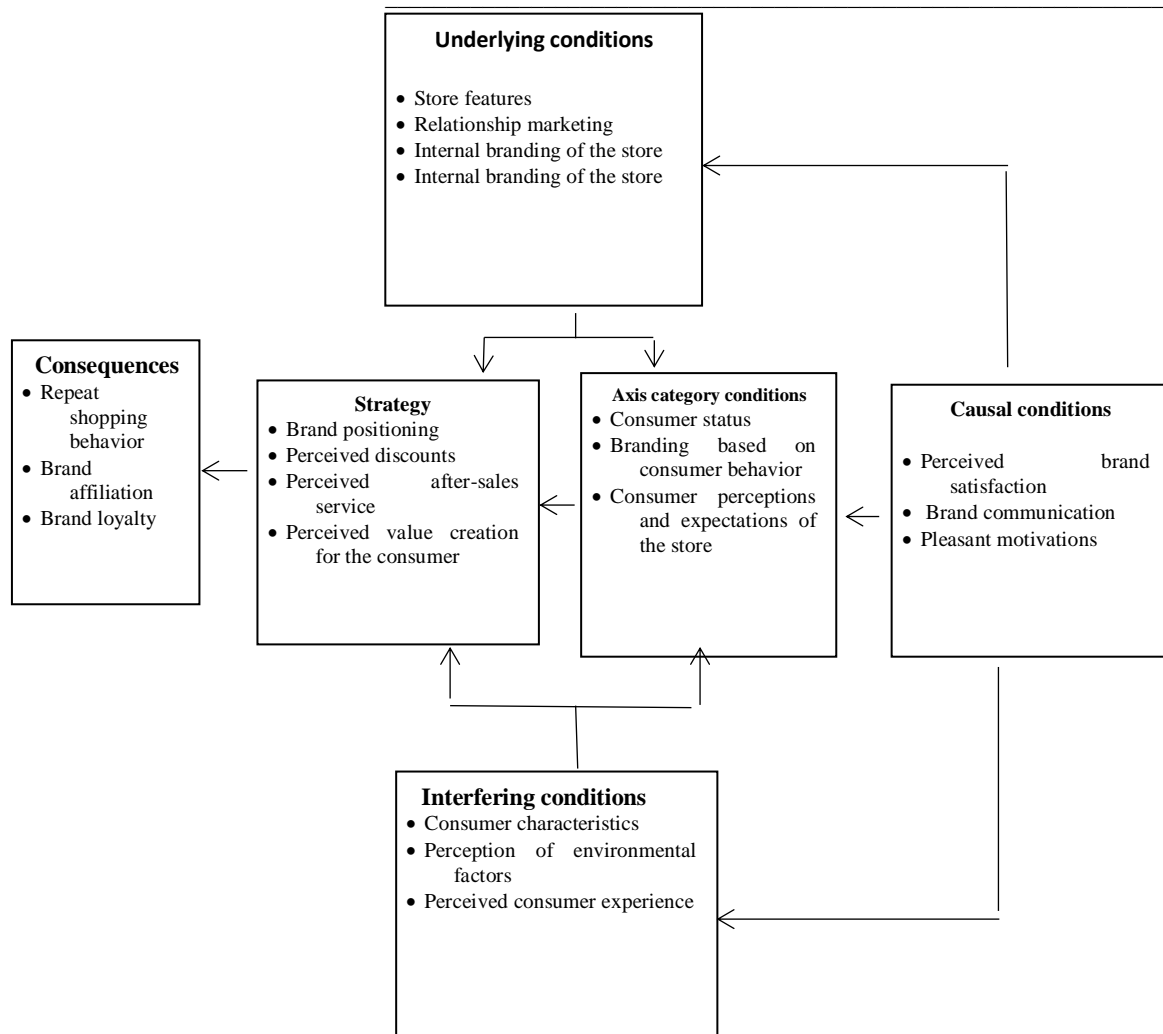 Underlying conditions
• Store features
• Relationship marketing
• Internal branding of the store
• Internal branding of the store
Consequences
• Repeat
shopping
behavior
• Brand
affiliation
• Brand loyalty
Strategy
• Brand positioning
• Perceived discounts
• Perceived after-sales
service
• Perceived value creation
for the consumer
Axis category conditions
• Consumer status
• Branding based on
consumer behavior
• Consumer perceptions
and expectations of
the store
Causal conditions
• Perceived brand
satisfaction
• Brand communication
• Pleasant motivations
Interfering conditions
• Consumer characteristics
• Perception of environmental
factors
• Perceived consumer experience